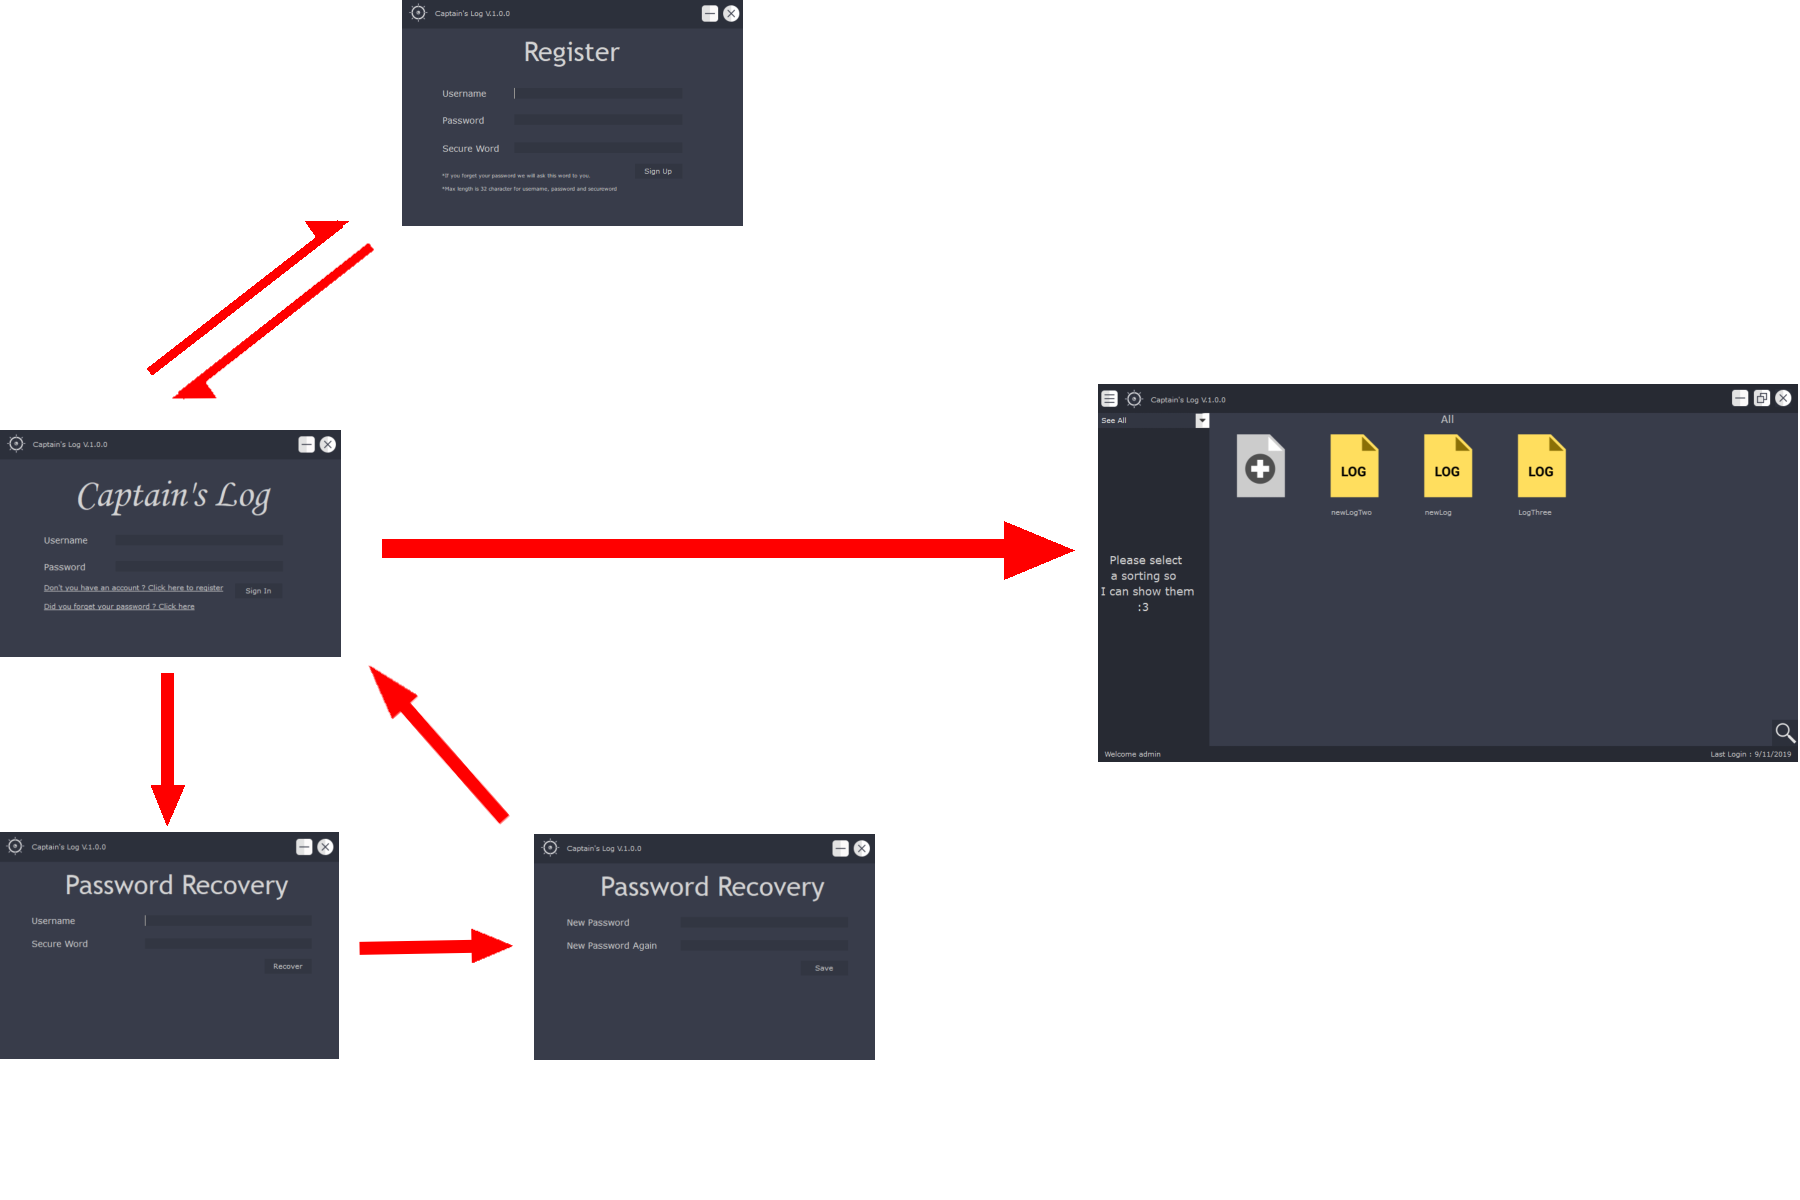 Captain's Log V.1.0.0
Register
Username
Password
Secure Word
*If you forget your password we will ask this word to you.
Sign Up
*Max length is 32 character for username, password and secureword
Captain's Log V.1.0.0
Captain's Log
Username
Password
Don't you have an account ? Click here to register
Sign In
Did you forget your password ? Click here
Captain's Log V.1.0.0
See All
All
LOG
LOG
LOG
newLogTwo
newLog
LogThree
Please select
a sorting so
I can show them
:3
Welcome admin
Last Login : 9/11/2019
Captain's Log V.1.0.0
Password Recovery
Username
Secure Word
Recover
Captain's Log V.1.0.0
Password Recovery
New Password
New Password Again
Save